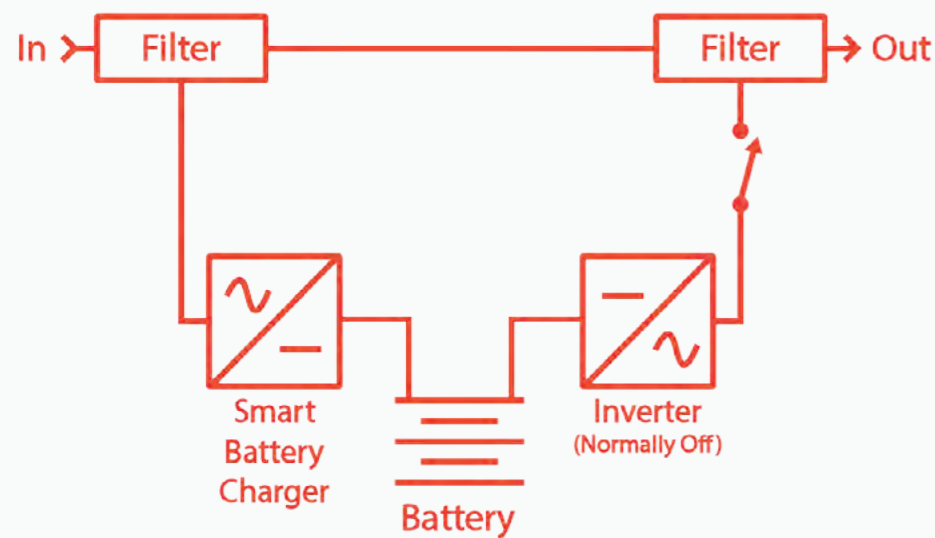 In
Filter
Filter
Out
Smart
Battery
Charger
Inverter
(Normally Off)
Battery